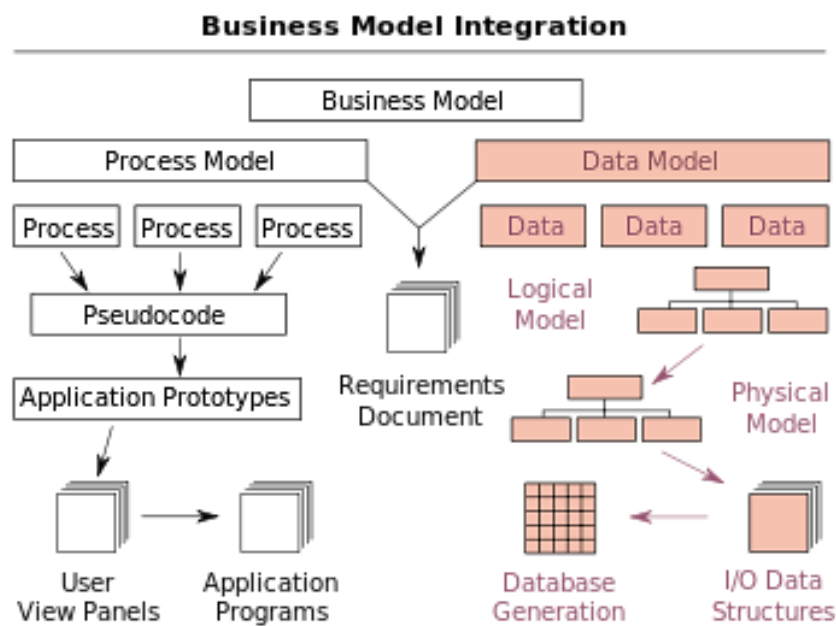 Business Model Integration
Business Model
Process Model
Data Model
Process
Process
Process
Data
Data
Data
Logical
Model
Pseudocode
Requirements
Document
Application Prototypes
Physical
Model
User
View Panels
Application
Programs
Database
Generation
I/O Data
Structures